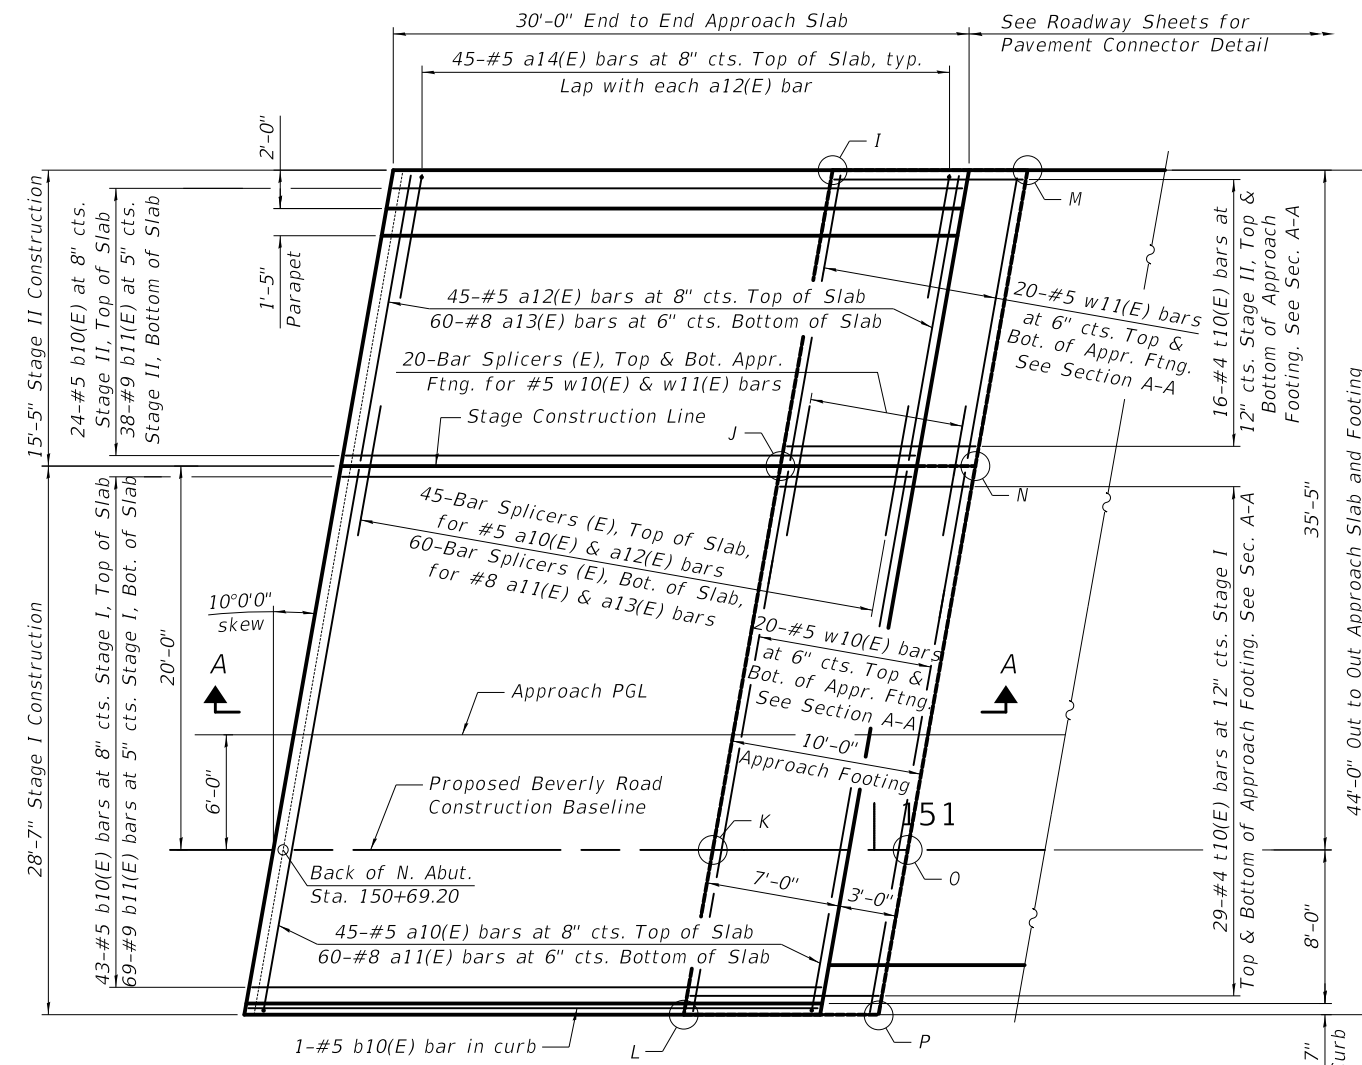 30'-0" End to End Approach Slab
See Roadway Sheets for
Pavement Connector Detail
45-#5 a14(E) bars at 8" cts. Top of Slab, typ.
Lap with each a12(E) bar
2'-0"
I
M
15'-5" Stage II Construction
24-#5 b10(E) at 8" cts.
Stage II, Top of Slab
38-#9 b11(E) at 5" cts.
Stage II, Bottom of Slab
1'-5"
Parapet
45-#5 a12(E) bars at 8" cts. Top of Slab
60-#8 a13(E) bars at 6" cts. Bottom of Slab
20-#5 w11(E) bars
at 6" cts. Top &
Bot. of Appr. Ftng.
See Section A-A
16-#4 t10(E) bars at
12" cts. Stage II, Top &
Bottom of Approach
Footing. See Sec. A-A
20-Bar Splicers (E), Top & Bot. Appr.
Ftng. for #5 w10(E) & w11(E) bars
Stage Construction Line
J
N
45-Bar Splicers (E), Top of Slab,
for #5 a10(E) & a12(E) bars
60-Bar Splicers (E), Bot. of Slab,
for #8 a11(E) & a13(E) bars
35'-5"
44'-0" Out to Out Approach Slab and Footing
10°0'0"
skew
20'-0"
28'-7" Stage I Construction
43-#5 b10(E) bars at 8" cts. Stage I, Top of Slab
69-#9 b11(E) bars at 5" cts. Stage I, Bot. of Slab
A
A
20-#5 w10(E) bars
at 6" cts. Top &
Bot. of Appr. Ftng.
See Section A-A
Approach PGL
10'-0"
Approach Footing
6'-0"
Proposed Beverly Road
Construction Baseline
K
151
O
Back of N. Abut.
Sta. 150+69.20
7'-0"
3'-0"
29-#4 t10(E) bars at 12" cts. Stage I
Top & Bottom of Approach Footing. See Sec. A-A
8'-0"
45-#5 a10(E) bars at 8" cts. Top of Slab
60-#8 a11(E) bars at 6" cts. Bottom of Slab
1-#5 b10(E) bar in curb
L
P
7"